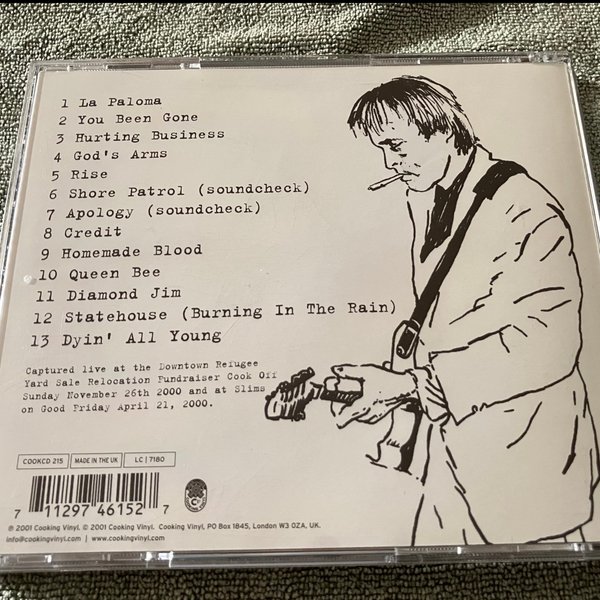 1 La Paloma
2 You Been Gone
3 Hurting Business
4 God's Arms
5 Rise
6 Shore Patrol (soundcheck)
7 Apology (soundcheck)
8 Credit
9 Homemade Blood
10 Queen Bee
11 Diamond Jim
12 Statehouse (Burning In The Rain)
13 Dyin' All Young
Captured live at the Downtown Refugee
Yard Sale Relocation Fundraiser Cook Off
Sunday November 26th 2000 and at Slims
on Good Friday April 21, 2000.
COOKCD 215 MADE IN THE UK LC | 7180
7 11297 46152 7
℗ 2001 Cooking Vinyl. © 2001 Cooking Vinyl. Cooking Vinyl, PO Box 1845, London W3 0ZA, UK.
info@cookingvinyl.com | www.cookingvinyl.com